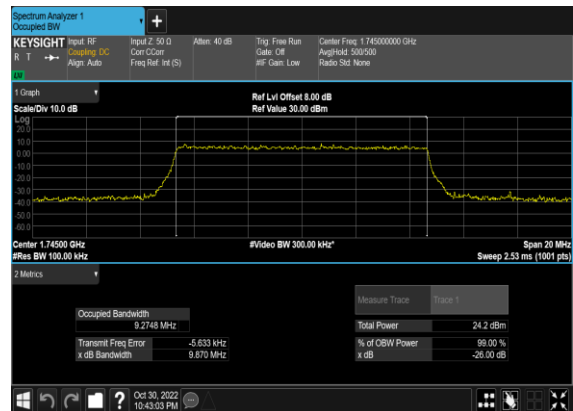 Spectrum Analyzer 1
Occupied BW
KEYSIGHT
R T
LVI
Input: RF
Coupling: DC
Align: Auto
Input Z: 50 Ω
Corr CCorr
Freq Ref: Int (S)
Atten: 40 dB
Trig: Free Run
Gate: Off
#IF Gain: Low
Center Freq: 1.745000000 GHz
Avg|Hold: 500/500
Radio Std: None
1 Graph
Scale/Div 10.0 dB
Ref Lvl Offset 8.00 dB
Ref Value 30.00 dBm
Log
20.0
10.0
0.00
-10.0
-20.0
-30.0
-40.0
-50.0
-60.0
Center 1.74500 GHz
#Res BW 100.00 kHz
#Video BW 300.00 kHz*
Span 20 MHz
Sweep 2.53 ms (1001 pts)
2 Metrics
Measure Trace Trace 1
Occupied Bandwidth
9.2748 MHz
Total Power 24.2 dBm
Transmit Freq Error -5.633 kHz
% of OBW Power 99.00 %
x dB Bandwidth 9.870 MHz
x dB -26.00 dB
?
Oct 30, 2022
10:43:03 PM